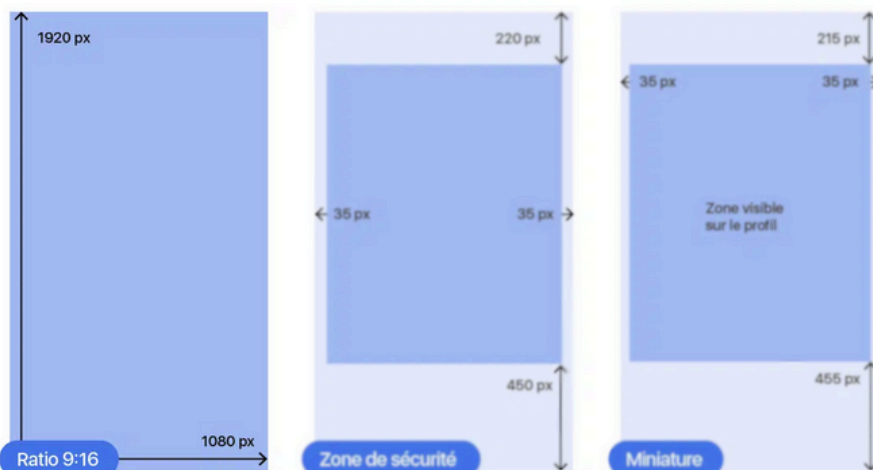 1920 px
1080 px
Ratio 9:16
220 px
35 px
35 px
450 px
Zone de sécurité
215 px
35 px
35 px
Zone visible
sur le profil
455 px
Miniature